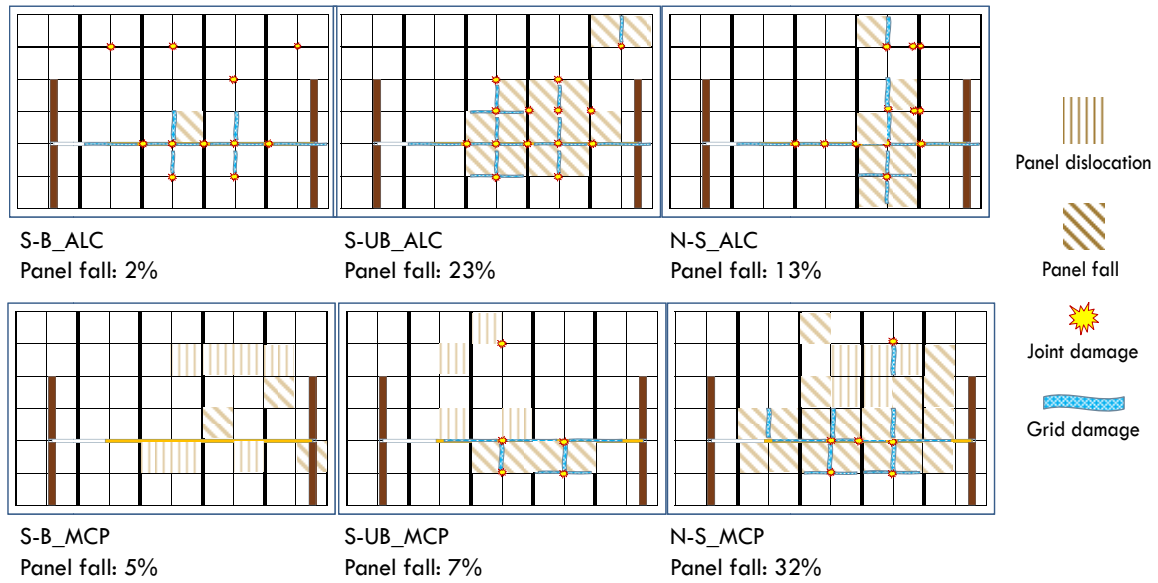 S-B_ALC
Panel fall: 2%
S-UB_ALC
Panel fall: 23%
N-S_ALC
Panel fall: 13%
S-B_MCP
Panel fall: 5%
S-UB_MCP
Panel fall: 7%
N-S_MCP
Panel fall: 32%
Panel dislocation
Panel fall
Joint damage
Grid damage